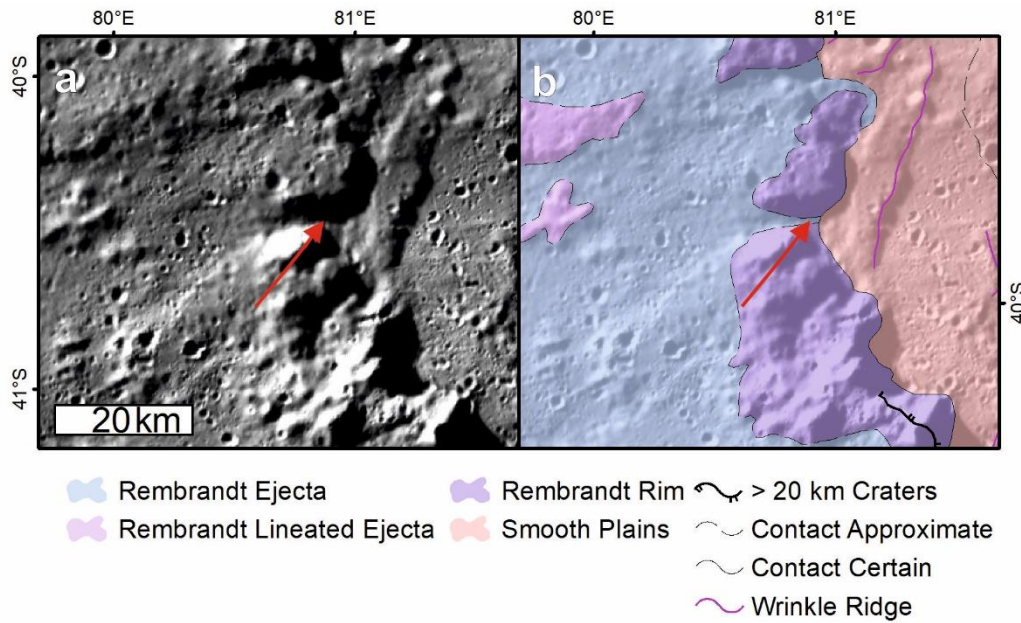 80°E 81°E 80°E 81°E
a b
40°S
41°S
40°S
20 km
Rembrandt Ejecta
Rembrandt Rim
> 20 km Craters
Rembrandt Lineated Ejecta
Smooth Plains
Contact Approximate
Contact Certain
Wrinkle Ridge